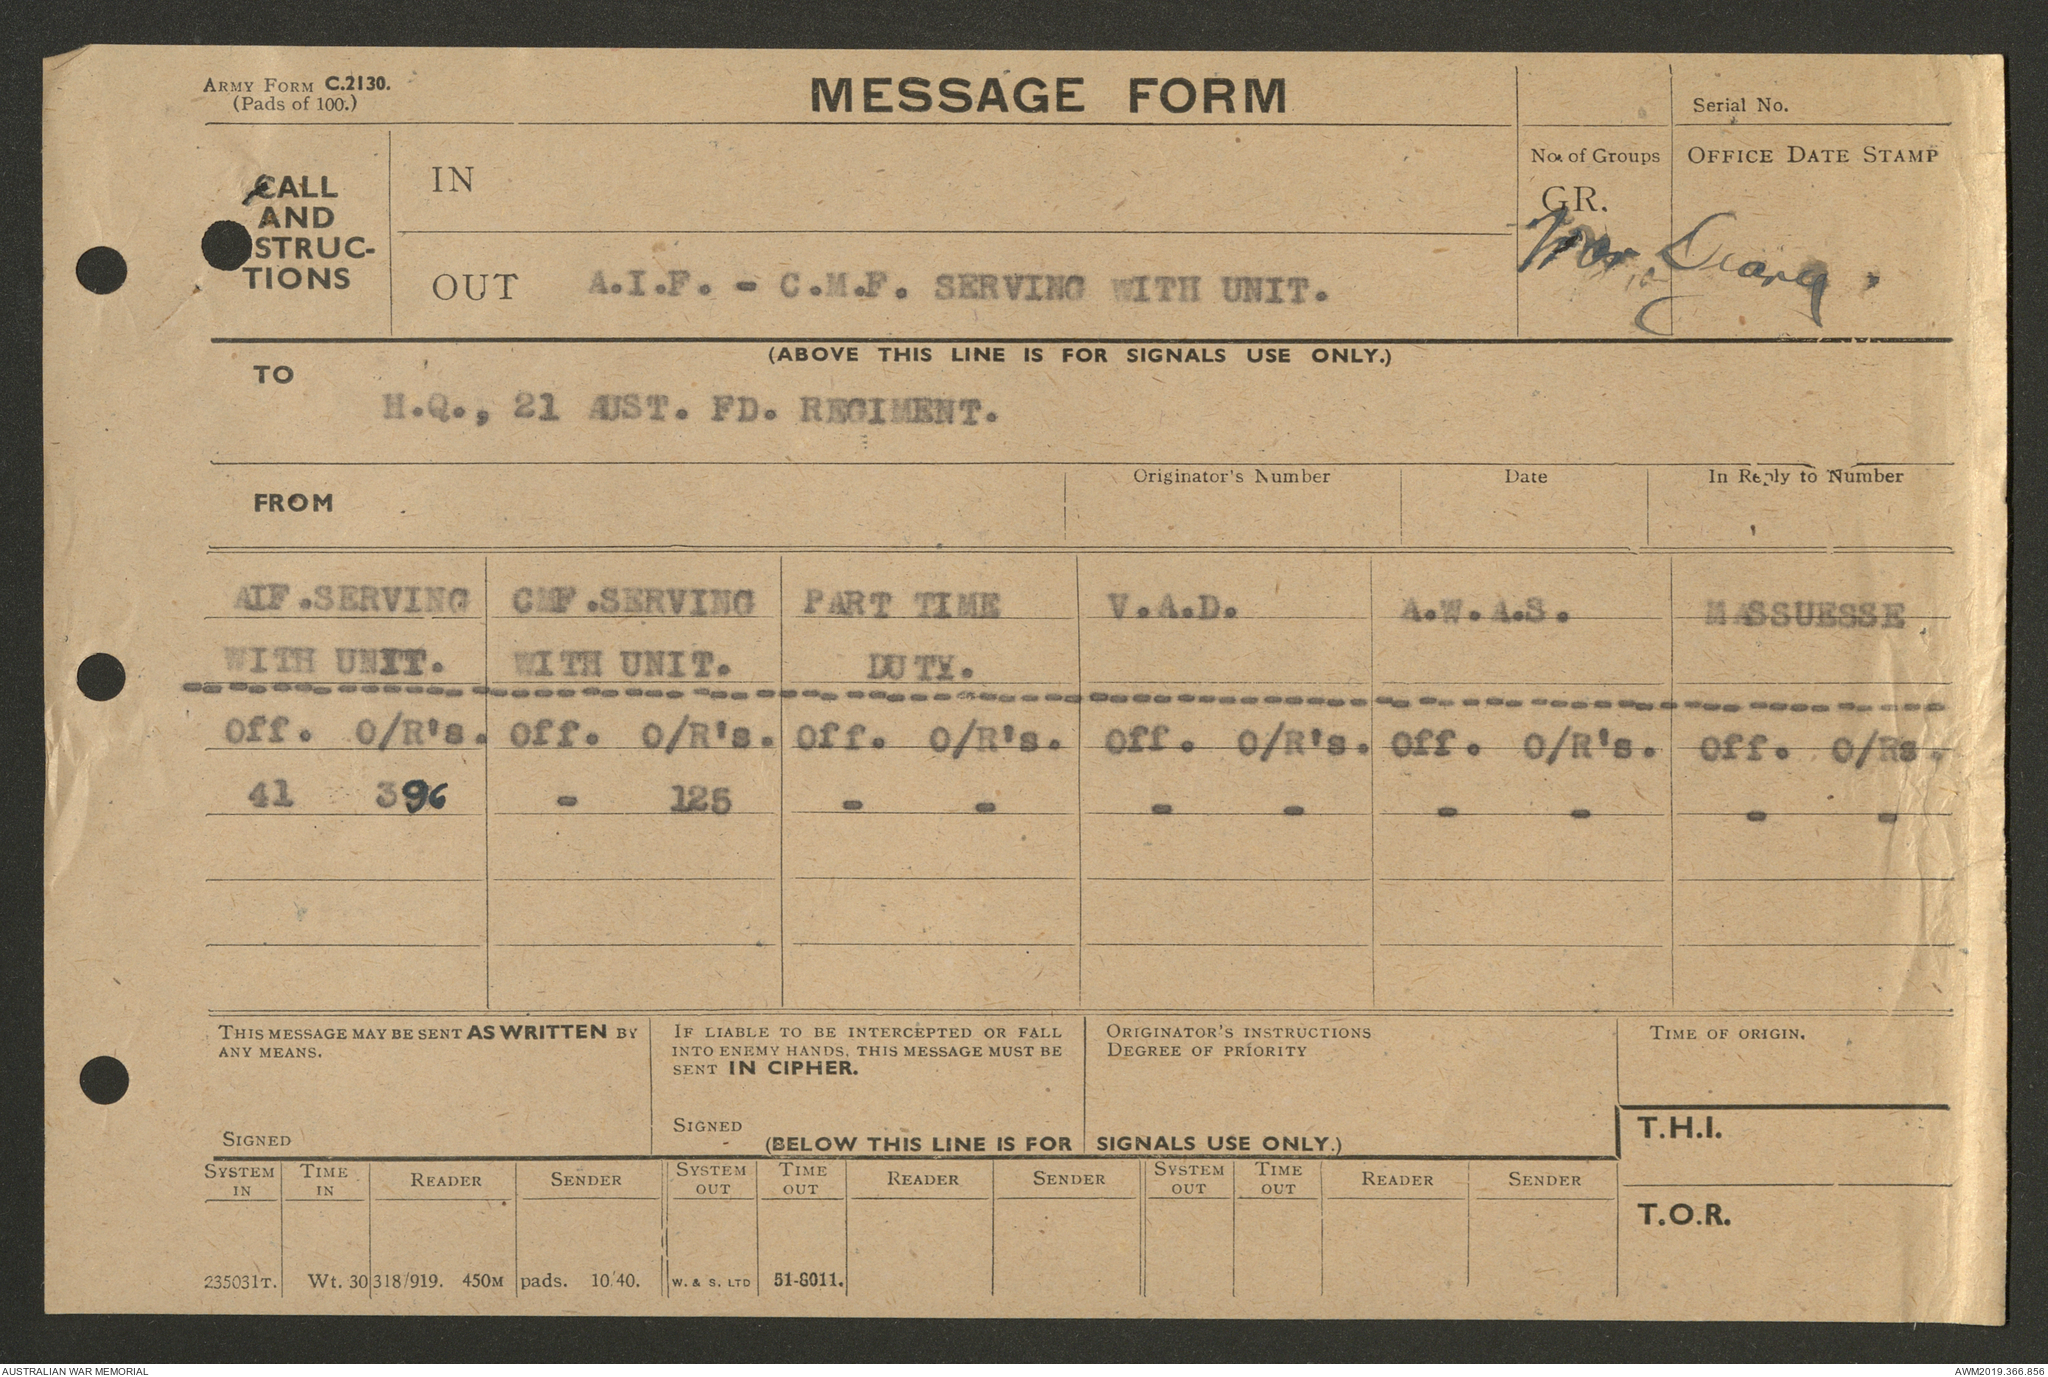 ARMY FORM C.2130.
(Pads of 100.)
MESSAGE FORM
Serial No.
CALL
AND
STRUC-
TIONS
IN
No. of Groups
GR.
OFFICE DATE STAMP
War Diary.
OUT A.I.F. - C.M.F. SERVING WITH UNIT.
(ABOVE THIS LINE IS FOR SIGNALS USE ONLY.)
TO
H.Q., 21 AUST. FD. REGIMENT.
FROM
Originator's Number
Date
In Reply to Number
AIF.SERVING CMF.SERVING PART TIME V.A.D. A.W.A.S. MASSUESSE
WITH UNIT. WITH UNIT. DUTY.
Off. O/R's. Off. O/R's. Off. O/R's. Off. O/R's. Off. O/R's. Off. O/Rs.
41 396 - 125 - - - - - - - -
THIS MESSAGE MAY BE SENT AS WRITTEN BY
ANY MEANS.
SIGNED
IF LIABLE TO BE INTERCEPTED OR FALL
INTO ENEMY HANDS, THIS MESSAGE MUST BE
SENT IN CIPHER.
SIGNED
ORIGINATOR'S INSTRUCTIONS
DEGREE OF PRIORITY
TIME OF ORIGIN.
(BELOW THIS LINE IS FOR SIGNALS USE ONLY.)
T.H.I.
SYSTEM IN TIME IN READER SENDER SYSTEM OUT TIME OUT READER SENDER SYSTEM OUT TIME OUT READER SENDER
T.O.R.
235031T. Wt. 30318/919. 450M pads. 10/40. W. & S. LTD 51-8011.
AUSTRALIAN WAR MEMORIAL
AWM2019.366.856